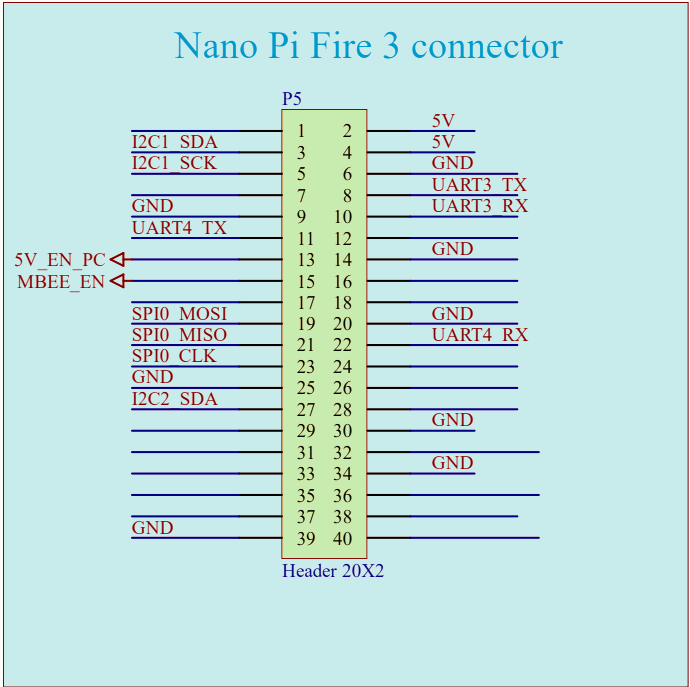 Nano Pi Fire 3 connector
P5
1 2 5V
I2C1_SDA 3 4 5V
I2C1_SCK 5 6 GND
7 8 UART3_TX
GND 9 10 UART3_RX
UART4_TX 11 12
5V_EN_PC 13 14 GND
MBEE_EN 15 16
17 18
SPI0_MOSI 19 20 GND
SPI0_MISO 21 22 UART4_RX
SPI0_CLK 23 24
GND 25 26
I2C2_SDA 27 28
29 30 GND
31 32
33 34 GND
35 36
37 38
GND 39 40
Header 20X2